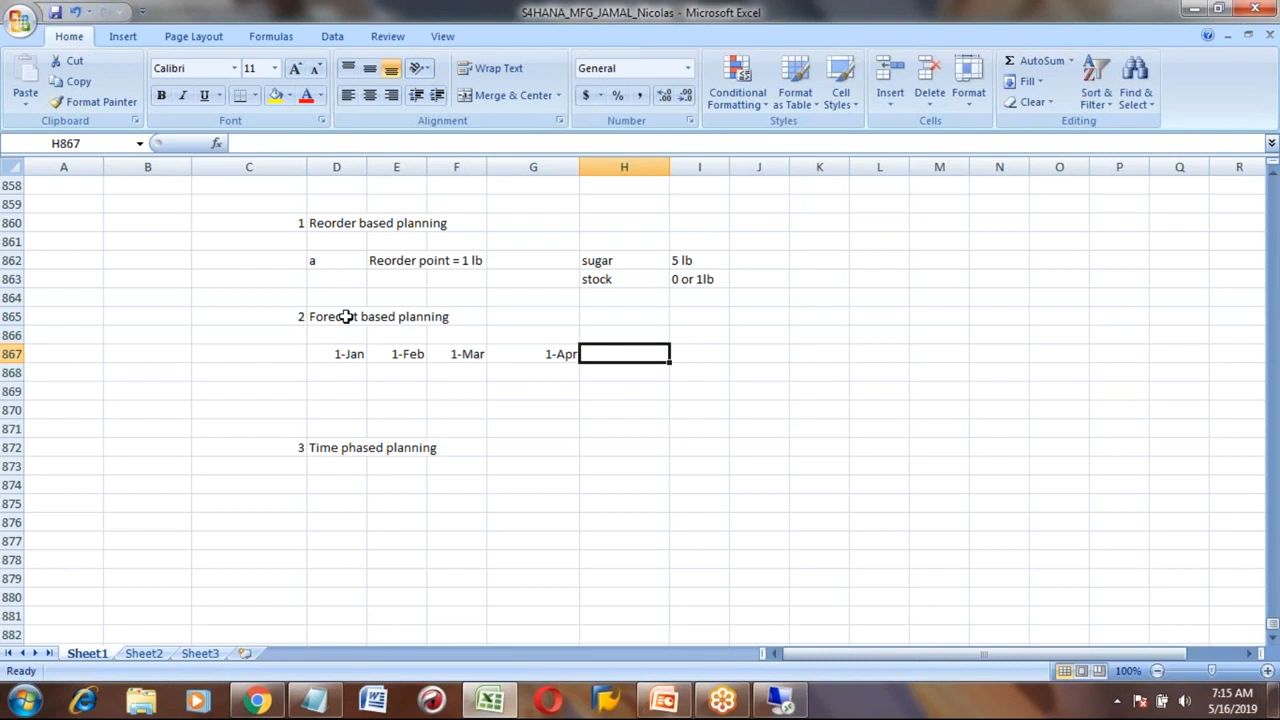 S4HANA_MFG_JAMAL_Nicolas - Microsoft Excel
Home Insert Page Layout Formulas Data Review View
Cut
Copy
Format Painter
Paste
Clipboard
Calibri 11
B I U
Font
Wrap Text
Merge & Center
Alignment
General
$ % ,
Number
Conditional Formatting
Format as Table
Cell Styles
Styles
Insert Delete Format
Cells
AutoSum
Fill
Clear
Sort & Filter
Find & Select
Editing
H867
fx
A B C D E F G H I J K L M N O P Q R
858
859
860 1 Reorder based planning
861
862 a Reorder point = 1 lb sugar 5 lb
863 stock 0 or 1lb
864
865 2 Forecast based planning
866
867 1-Jan 1-Feb 1-Mar 1-Apr
868
869
870
871
872 3 Time phased planning
873
874
875
876
877
878
879
880
881
882
Sheet1 Sheet2 Sheet3
Ready 100%
7:15 AM
5/16/2019